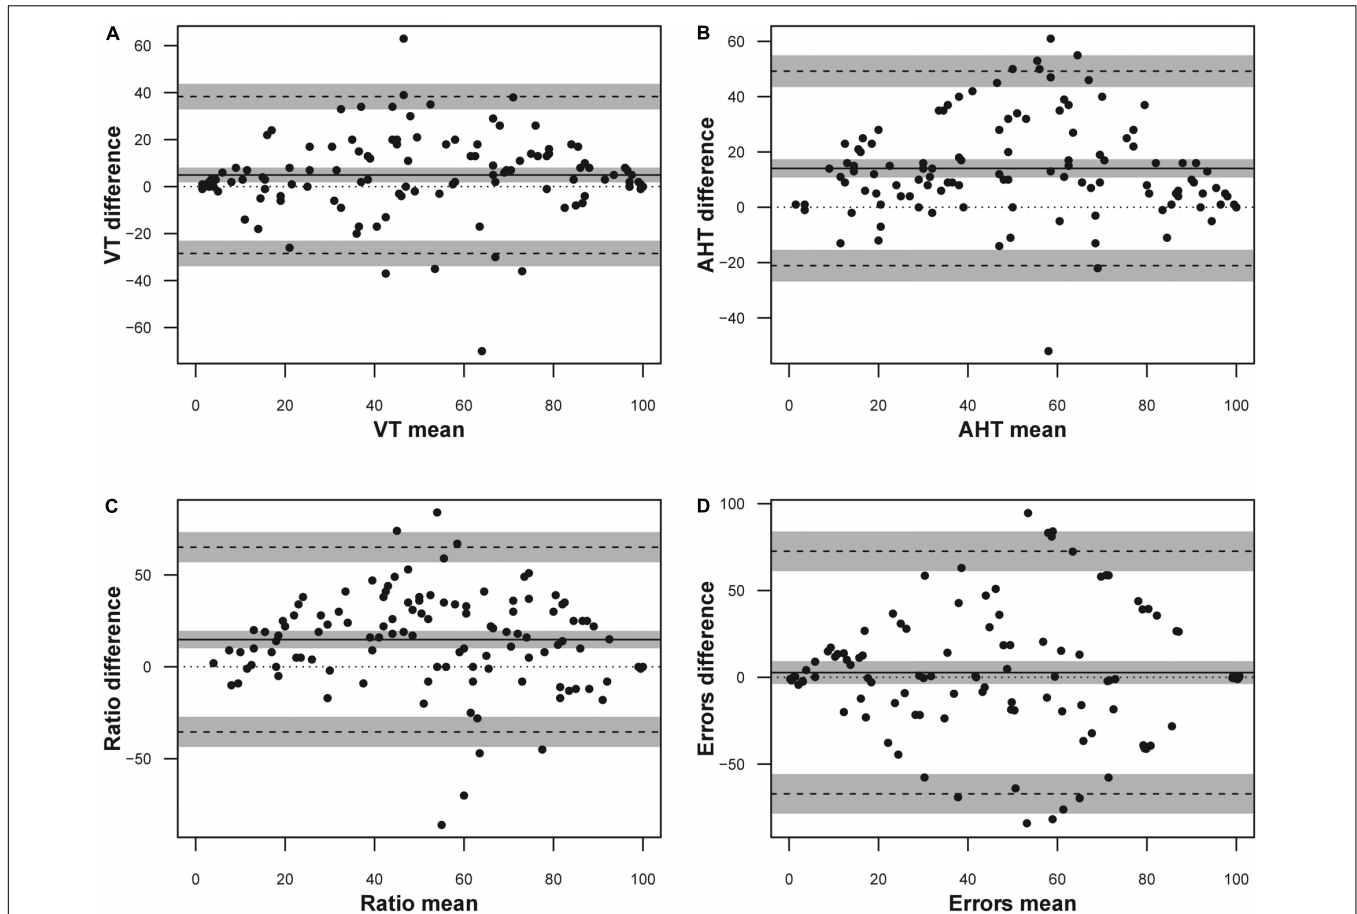 A
VT difference
60
40
20
0
−20
−40
−60
0 20 40 60 80 100
VT mean
B
AHT difference
60
40
20
0
−20
−40
0 20 40 60 80 100
AHT mean
C
Ratio difference
50
0
−50
0 20 40 60 80 100
Ratio mean
D
Errors difference
100
50
0
−50
0 20 40 60 80 100
Errors mean